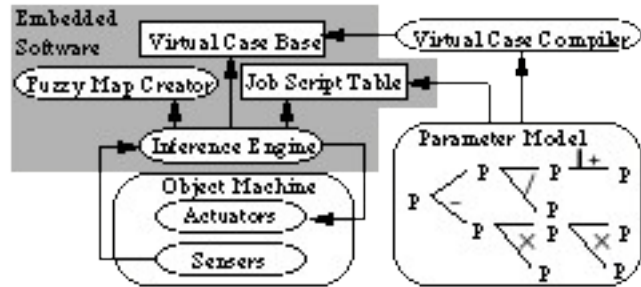 Embedded
Software
Virtual Case Base
Virtual Case Compiler
Fuzzy Map Creator
Job Script Table
Inference Engine
Parameter Model
Object Machine
Actuators
Sensers
P
-
P
P
/
P
P
×
P
+
P
P
×
P